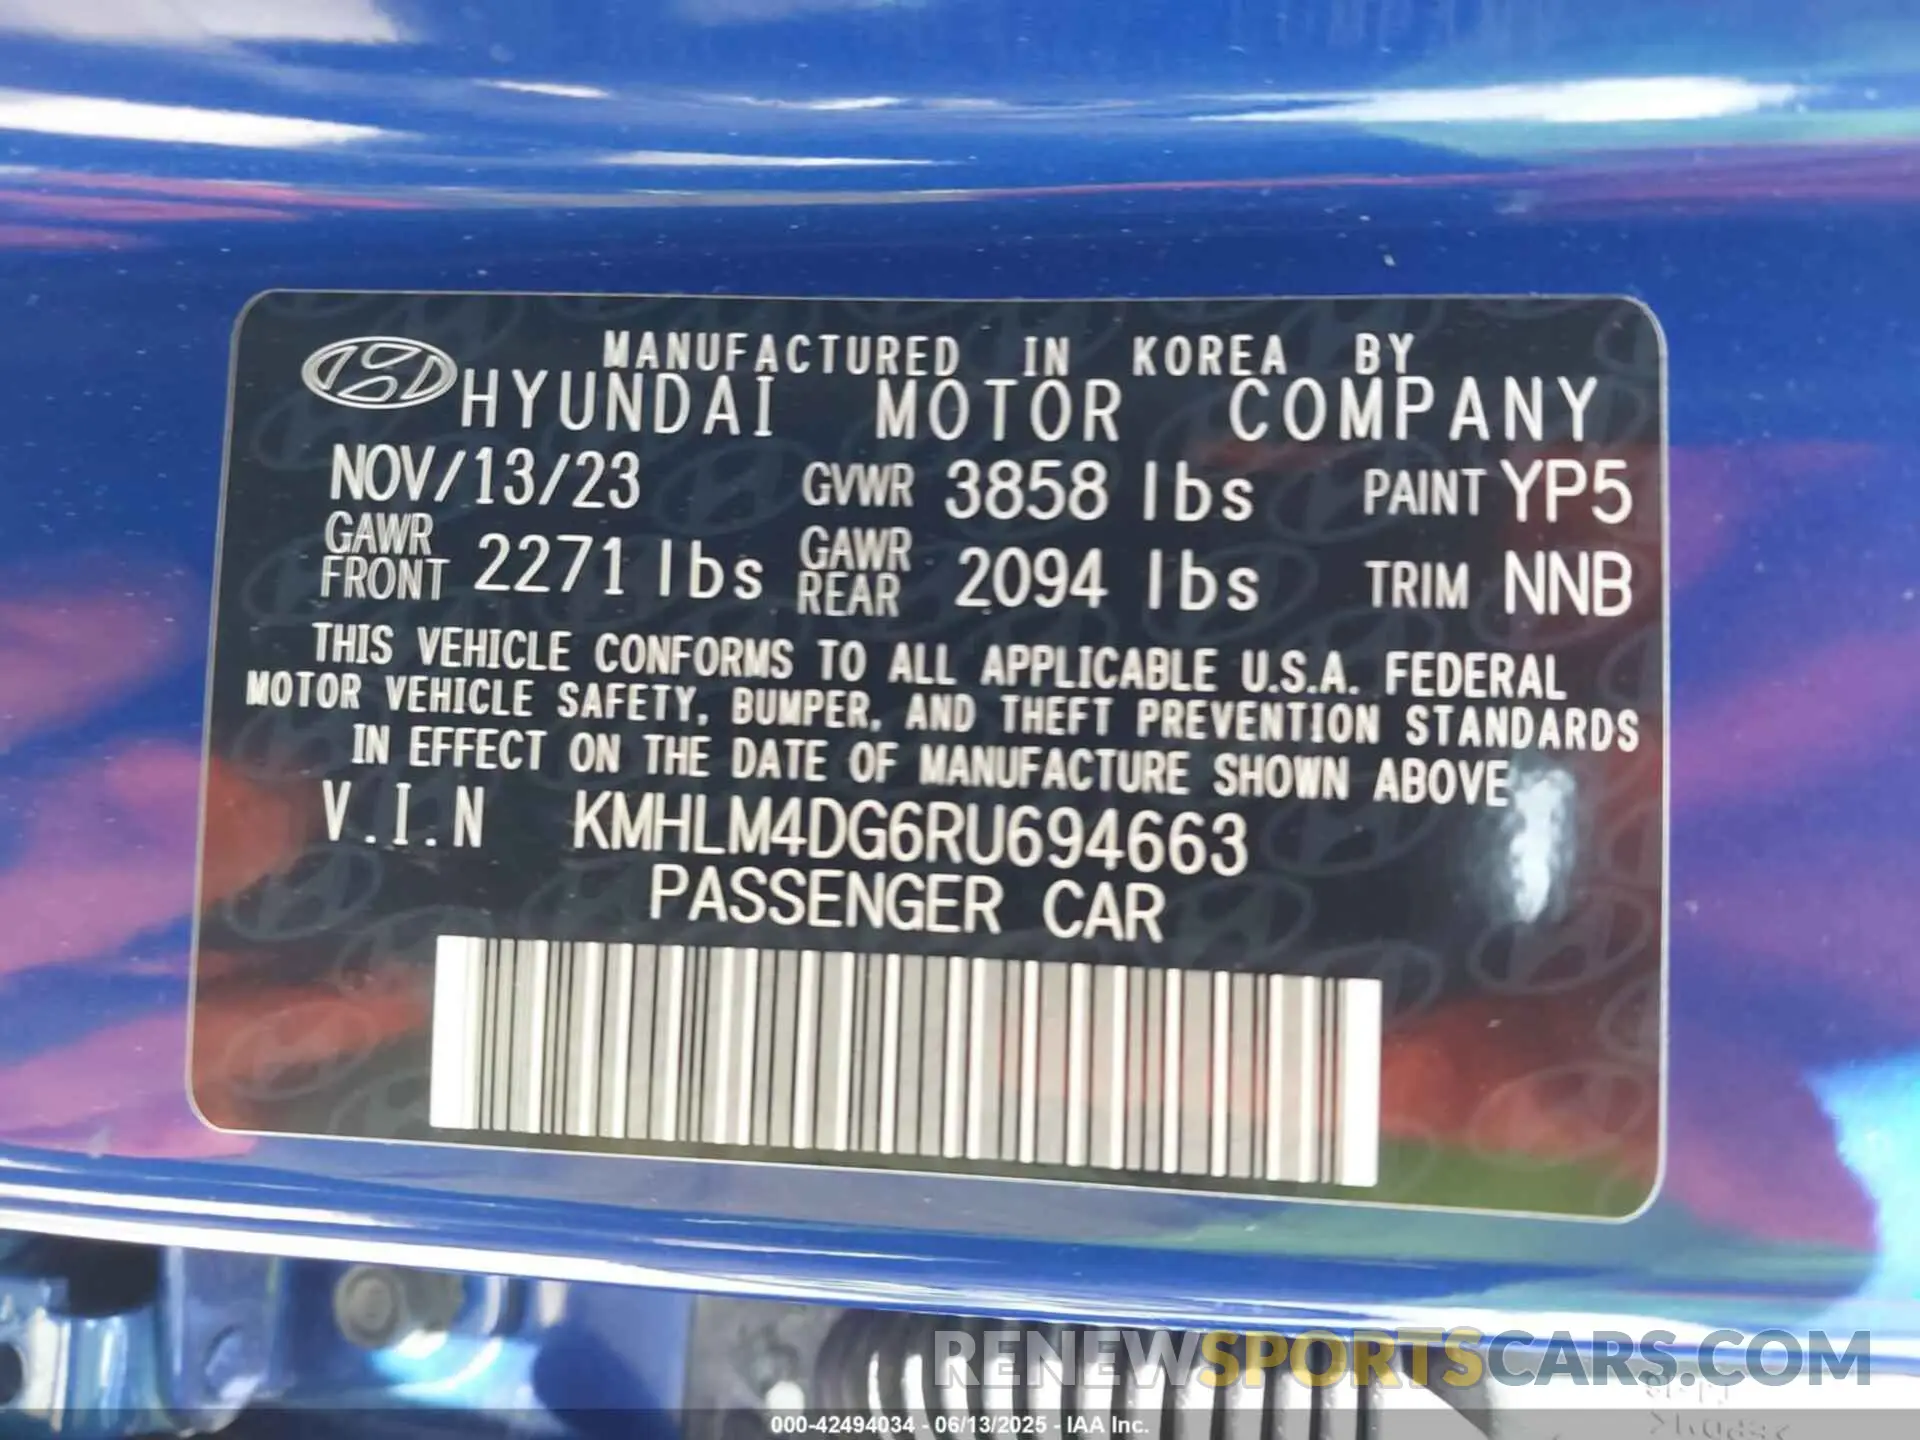 MANUFACTURED IN KOREA BY
HYUNDAI MOTOR COMPANY
NOV/13/23 GVWR 3858 lbs PAINT YP5
GAWR FRONT 2271 lbs GAWR REAR 2094 lbs TRIM NNB
THIS VEHICLE CONFORMS TO ALL APPLICABLE U.S.A. FEDERAL
MOTOR VEHICLE SAFETY, BUMPER, AND THEFT PREVENTION STANDARDS
IN EFFECT ON THE DATE OF MANUFACTURE SHOWN ABOVE
V.I.N KMHLM4DG6RU694663
PASSENGER CAR
RENEWSPORTSCARS.COM
000-42494034 - 06/13/2025 - IAA Inc.